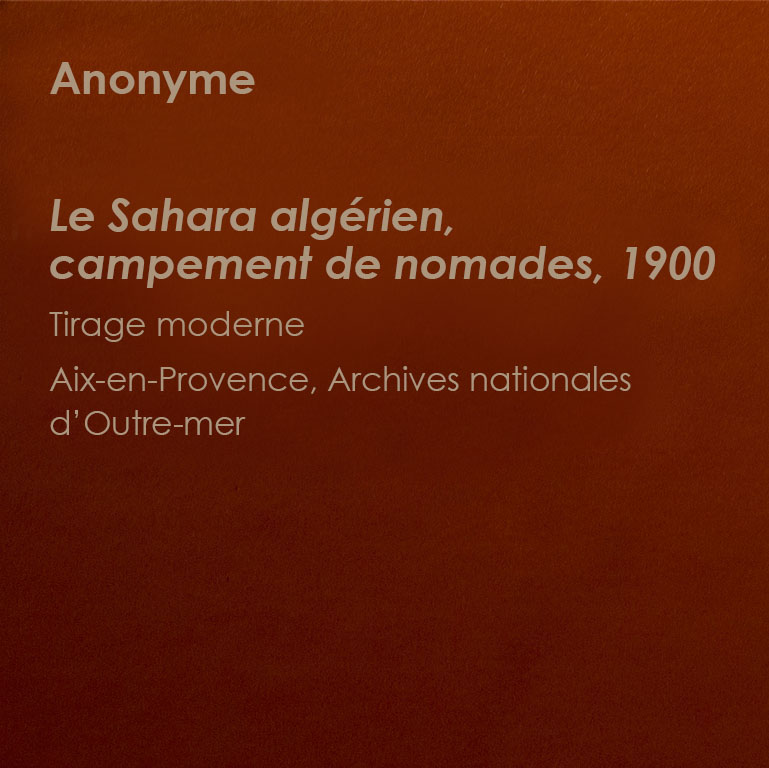 Anonyme
Le Sahara algérien,
campement de nomades, 1900
Tirage moderne
Aix-en-Provence, Archives nationales
d’Outre-mer